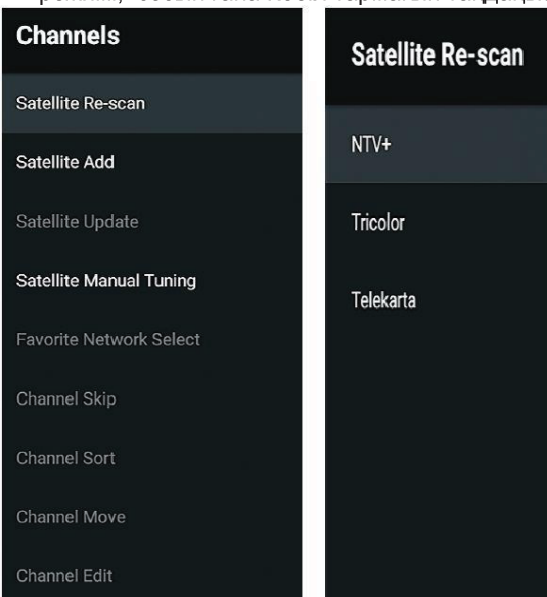 Channels
Satellite Re-scan
Satellite Add
Satellite Update
Satellite Manual Tuning
Favorite Network Select
Channel Skip
Channel Sort
Channel Move
Channel Edit
Satellite Re-scan
NTV+
Tricolor
Telekarta